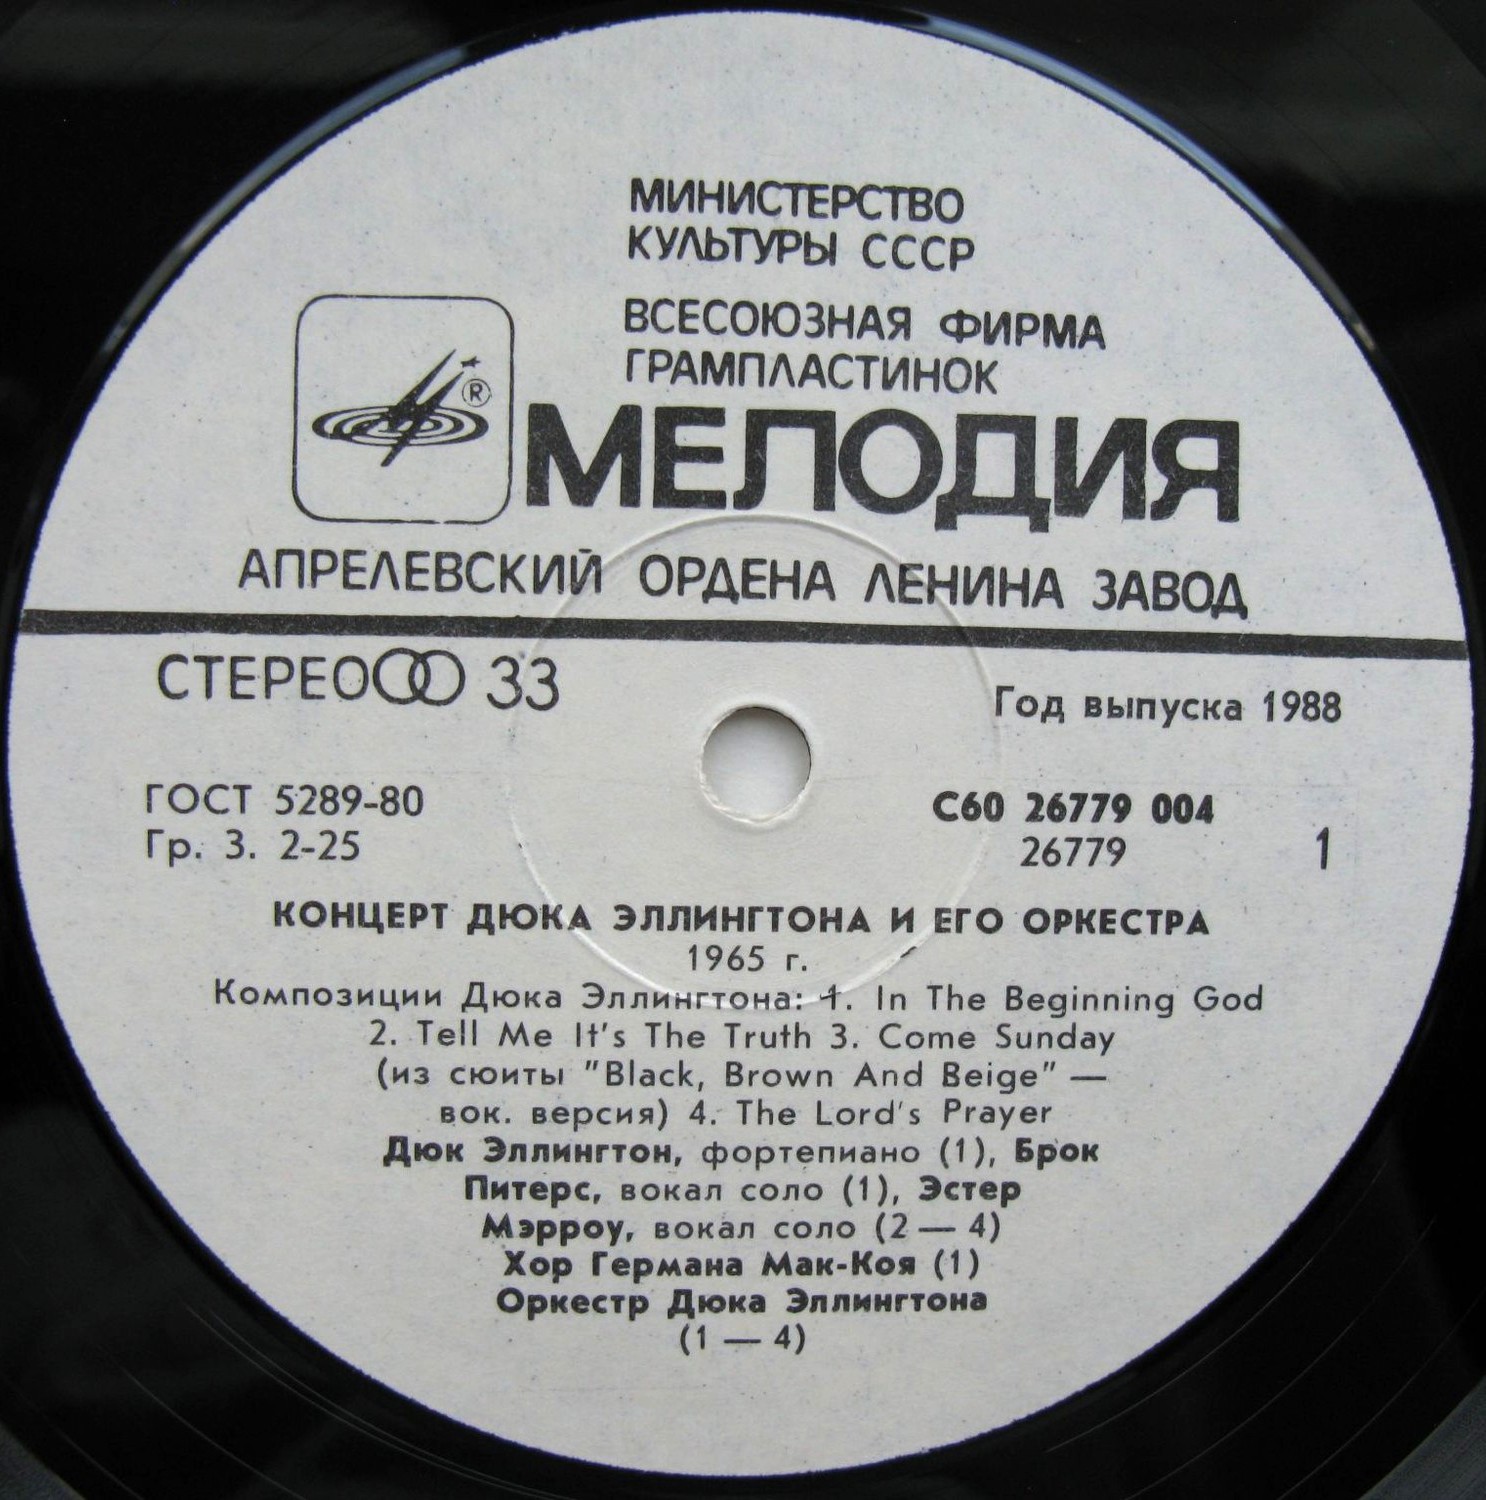 МИНИСТЕРСТВО
КУЛЬТУРЫ СССР
ВСЕСОЮЗНАЯ ФИРМА
ГРАМПЛАСТИНОК
®
МЕЛОДИЯ
АПРЕЛЕВСКИЙ ОРДЕНА ЛЕНИНА ЗАВОД
СТЕРЕО 33
Год выпуска 1988
ГОСТ 5289-80
Гр. 3. 2-25
С60 26779 004
26779
1
КОНЦЕРТ ДЮКА ЭЛЛИНГТОНА И ЕГО ОРКЕСТРА
1965 г.
Композиции Дюка Эллингтона: 1. In The Beginning God
2. Tell Me It's The Truth 3. Come Sunday
(из сюиты "Black, Brown And Beige" —
вок. версия) 4. The Lord's Prayer
Дюк Эллингтон, фортепиано (1), Брок
Питерс, вокал соло (1), Эстер
Мэрроу, вокал соло (2 — 4)
Хор Германа Мак-Коя (1)
Оркестр Дюка Эллингтона
(1 — 4)